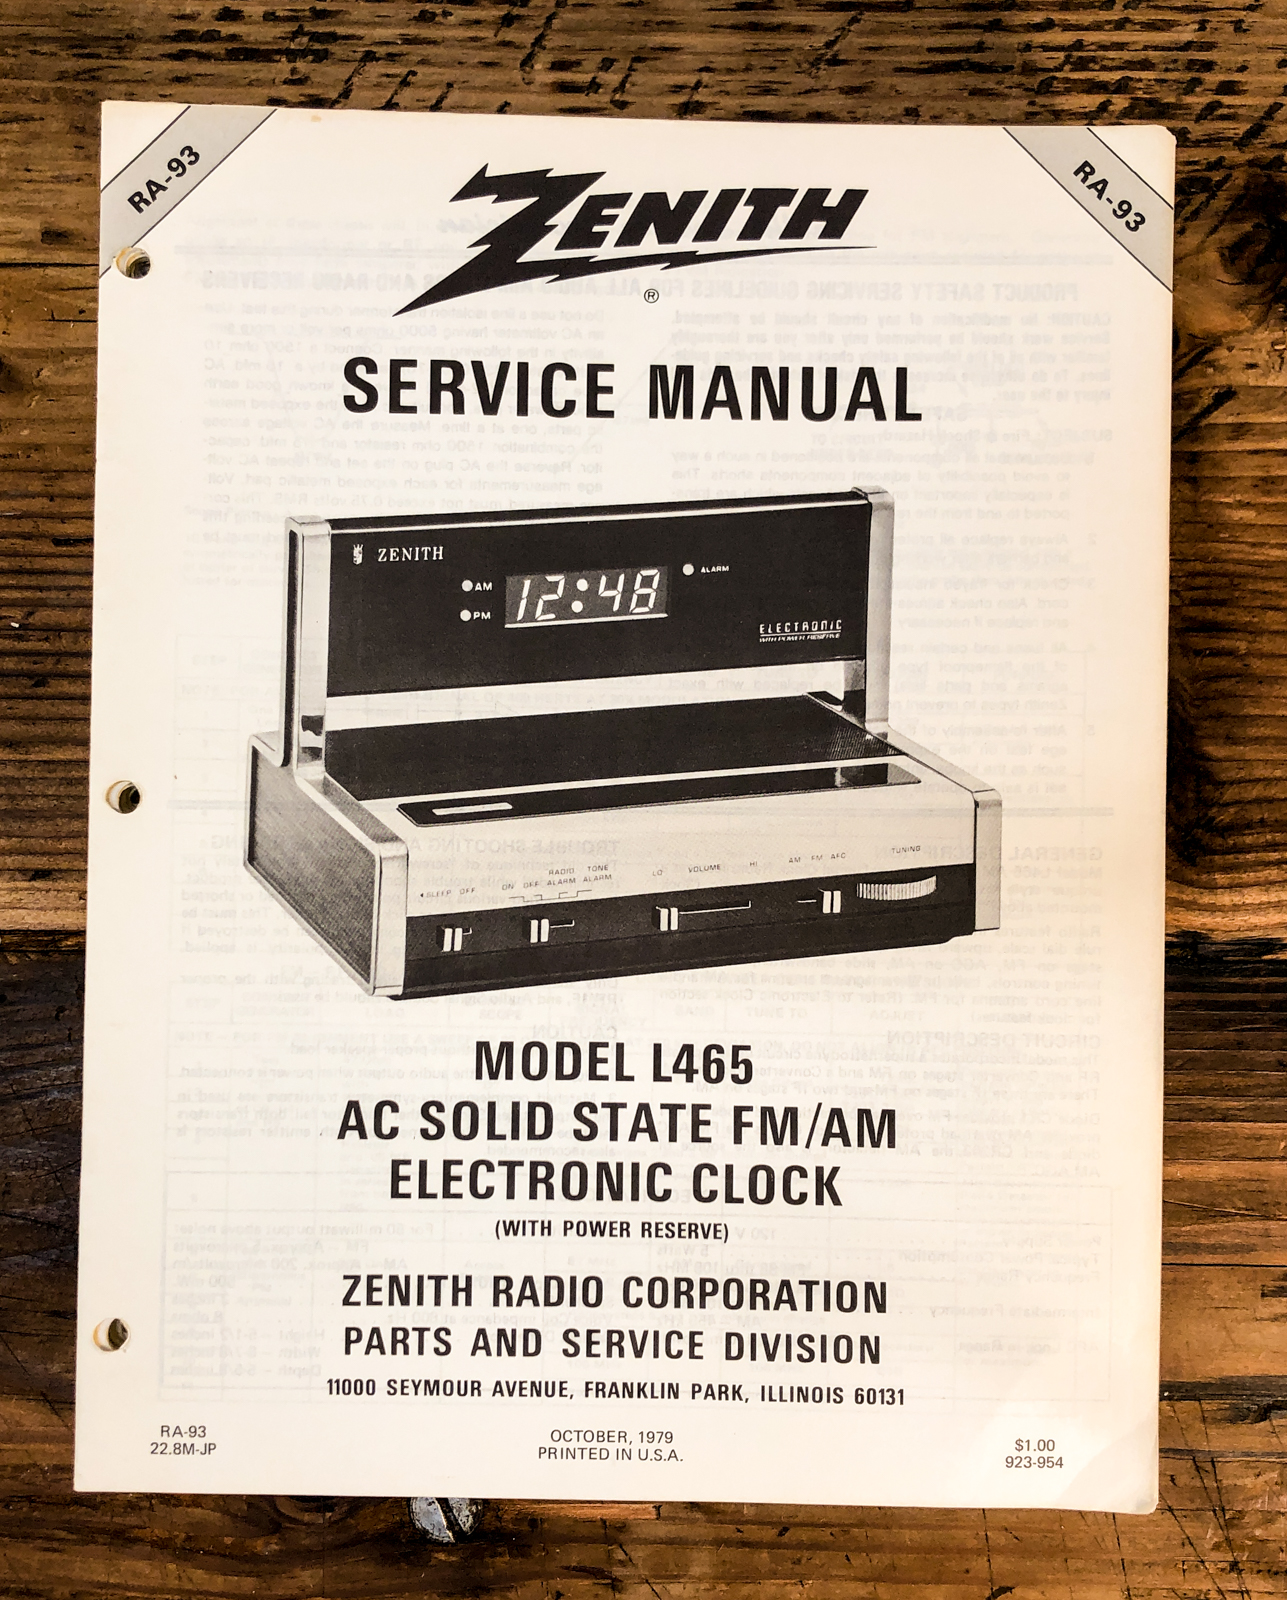 RA-93
RA-93
ZENITH
®
SERVICE MANUAL
ZENITH
AM
PM
12:48
ALARM
ELECTRONIC
WITH POWER RESERVE
SLEEP OFF
ON OFF RADIO ALARM TONE ALARM
LO VOLUME HI
AM FM AFC
TUNING
MODEL L465
AC SOLID STATE FM/AM
ELECTRONIC CLOCK
(WITH POWER RESERVE)
ZENITH RADIO CORPORATION
PARTS AND SERVICE DIVISION
11000 SEYMOUR AVENUE, FRANKLIN PARK, ILLINOIS 60131
RA-93
22.8M-JP
OCTOBER, 1979
PRINTED IN U.S.A.
$1.00
923-954